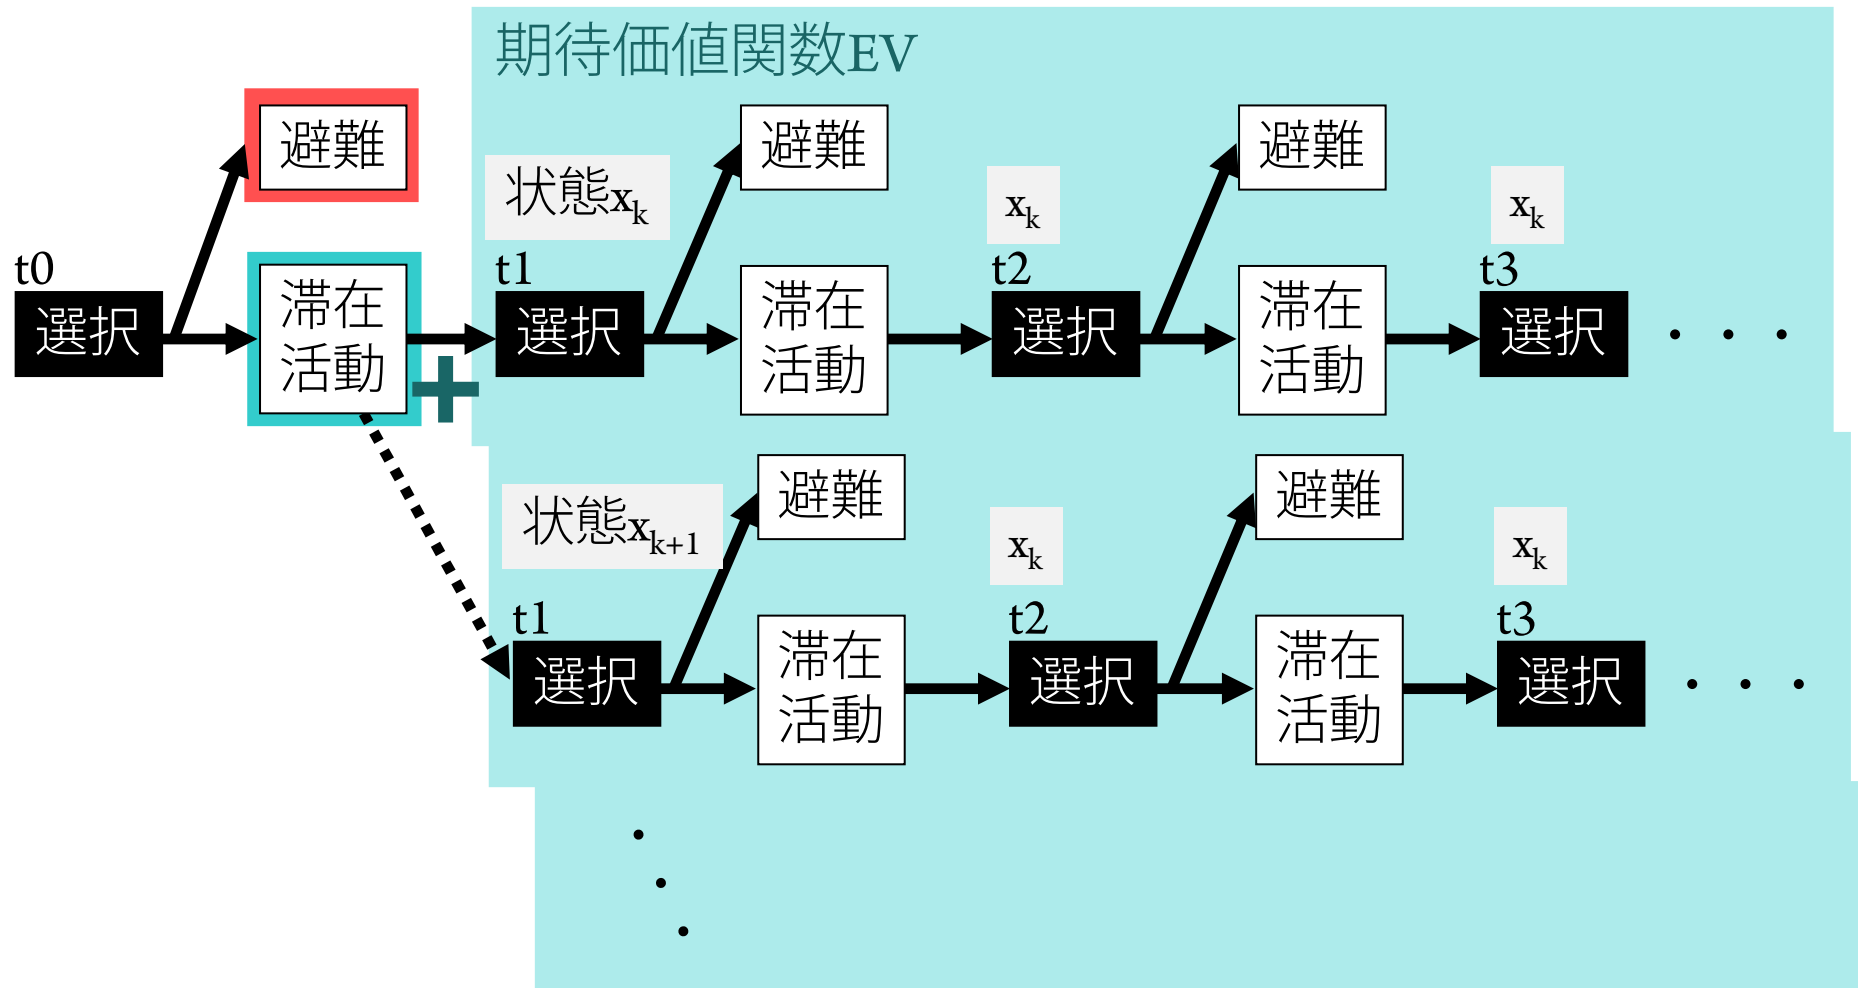 期待価値関数EV
避難
避難
避難
状態xk
xk
xk
t0
t1
t2
t3
選択
滞在
活動
選択
滞在
活動
選択
滞在
活動
選択
・・・
+
避難
避難
状態xk+1
xk
xk
t1
t2
t3
選択
滞在
活動
選択
滞在
活動
選択
・・・